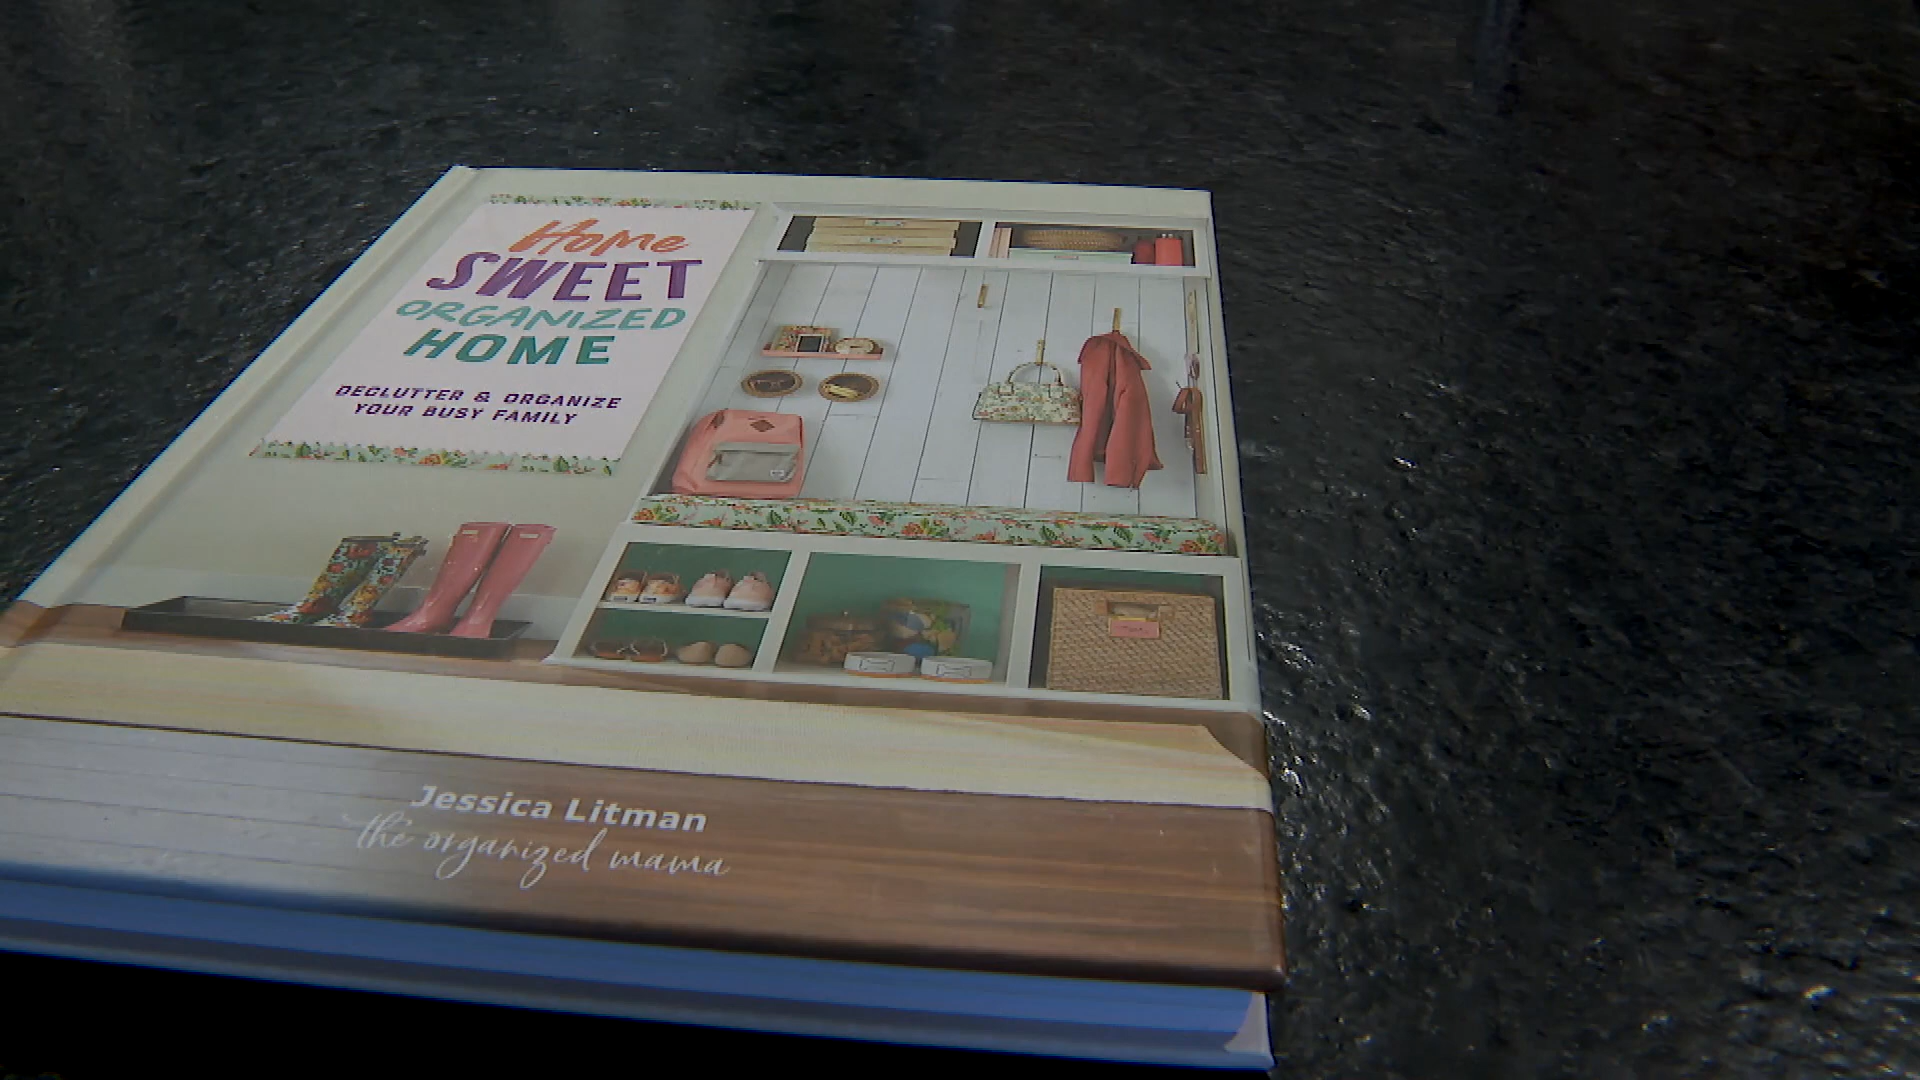 Home
SWEET
ORGANIZED
HOME
DECLUTTER & ORGANIZE
YOUR BUSY FAMILY
Jessica Litman
the organized mama